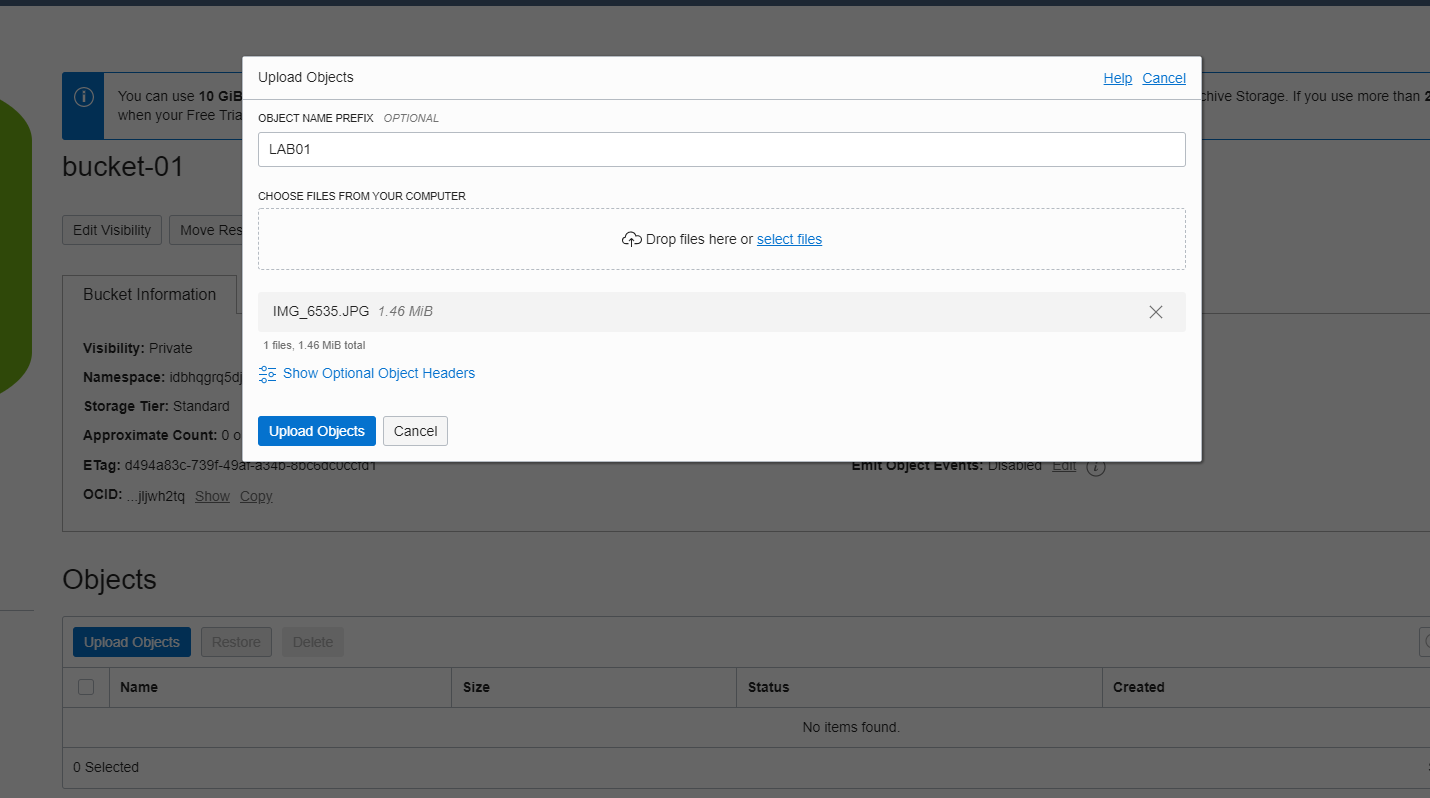 Upload Objects
Help Cancel
OBJECT NAME PREFIX OPTIONAL
LAB01
CHOOSE FILES FROM YOUR COMPUTER
Drop files here or select files
IMG_6535.JPG 1.46 MiB
1 files, 1.46 MiB total
Show Optional Object Headers
Upload Objects Cancel
You can use 10 GiB
chive Storage. If you use more than 2
when your Free Tria
bucket-01
Edit Visibility Move Res
Bucket Information
Visibility: Private
Namespace: idbhqgrq5dj
Storage Tier: Standard
Approximate Count: 0 o
ETag: d494a83c-739f-49af-a34b-8bc6dc0ccfd1
Emit Object Events: Disabled Edit
OCID: ...jljwh2tq Show Copy
Objects
Upload Objects Restore Delete
Name Size Status Created
No items found.
0 Selected